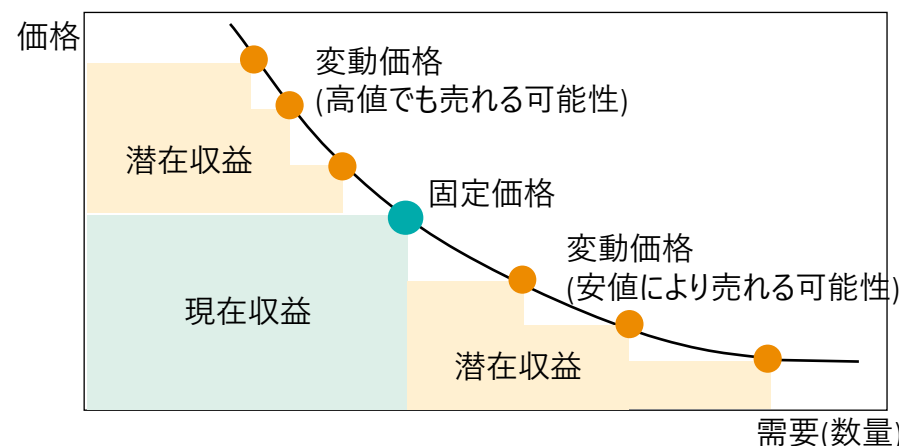 価格
変動価格
(高値でも売れる可能性)
潜在収益
固定価格
変動価格
(安値により売れる可能性)
現在収益
潜在収益
需要(数量)